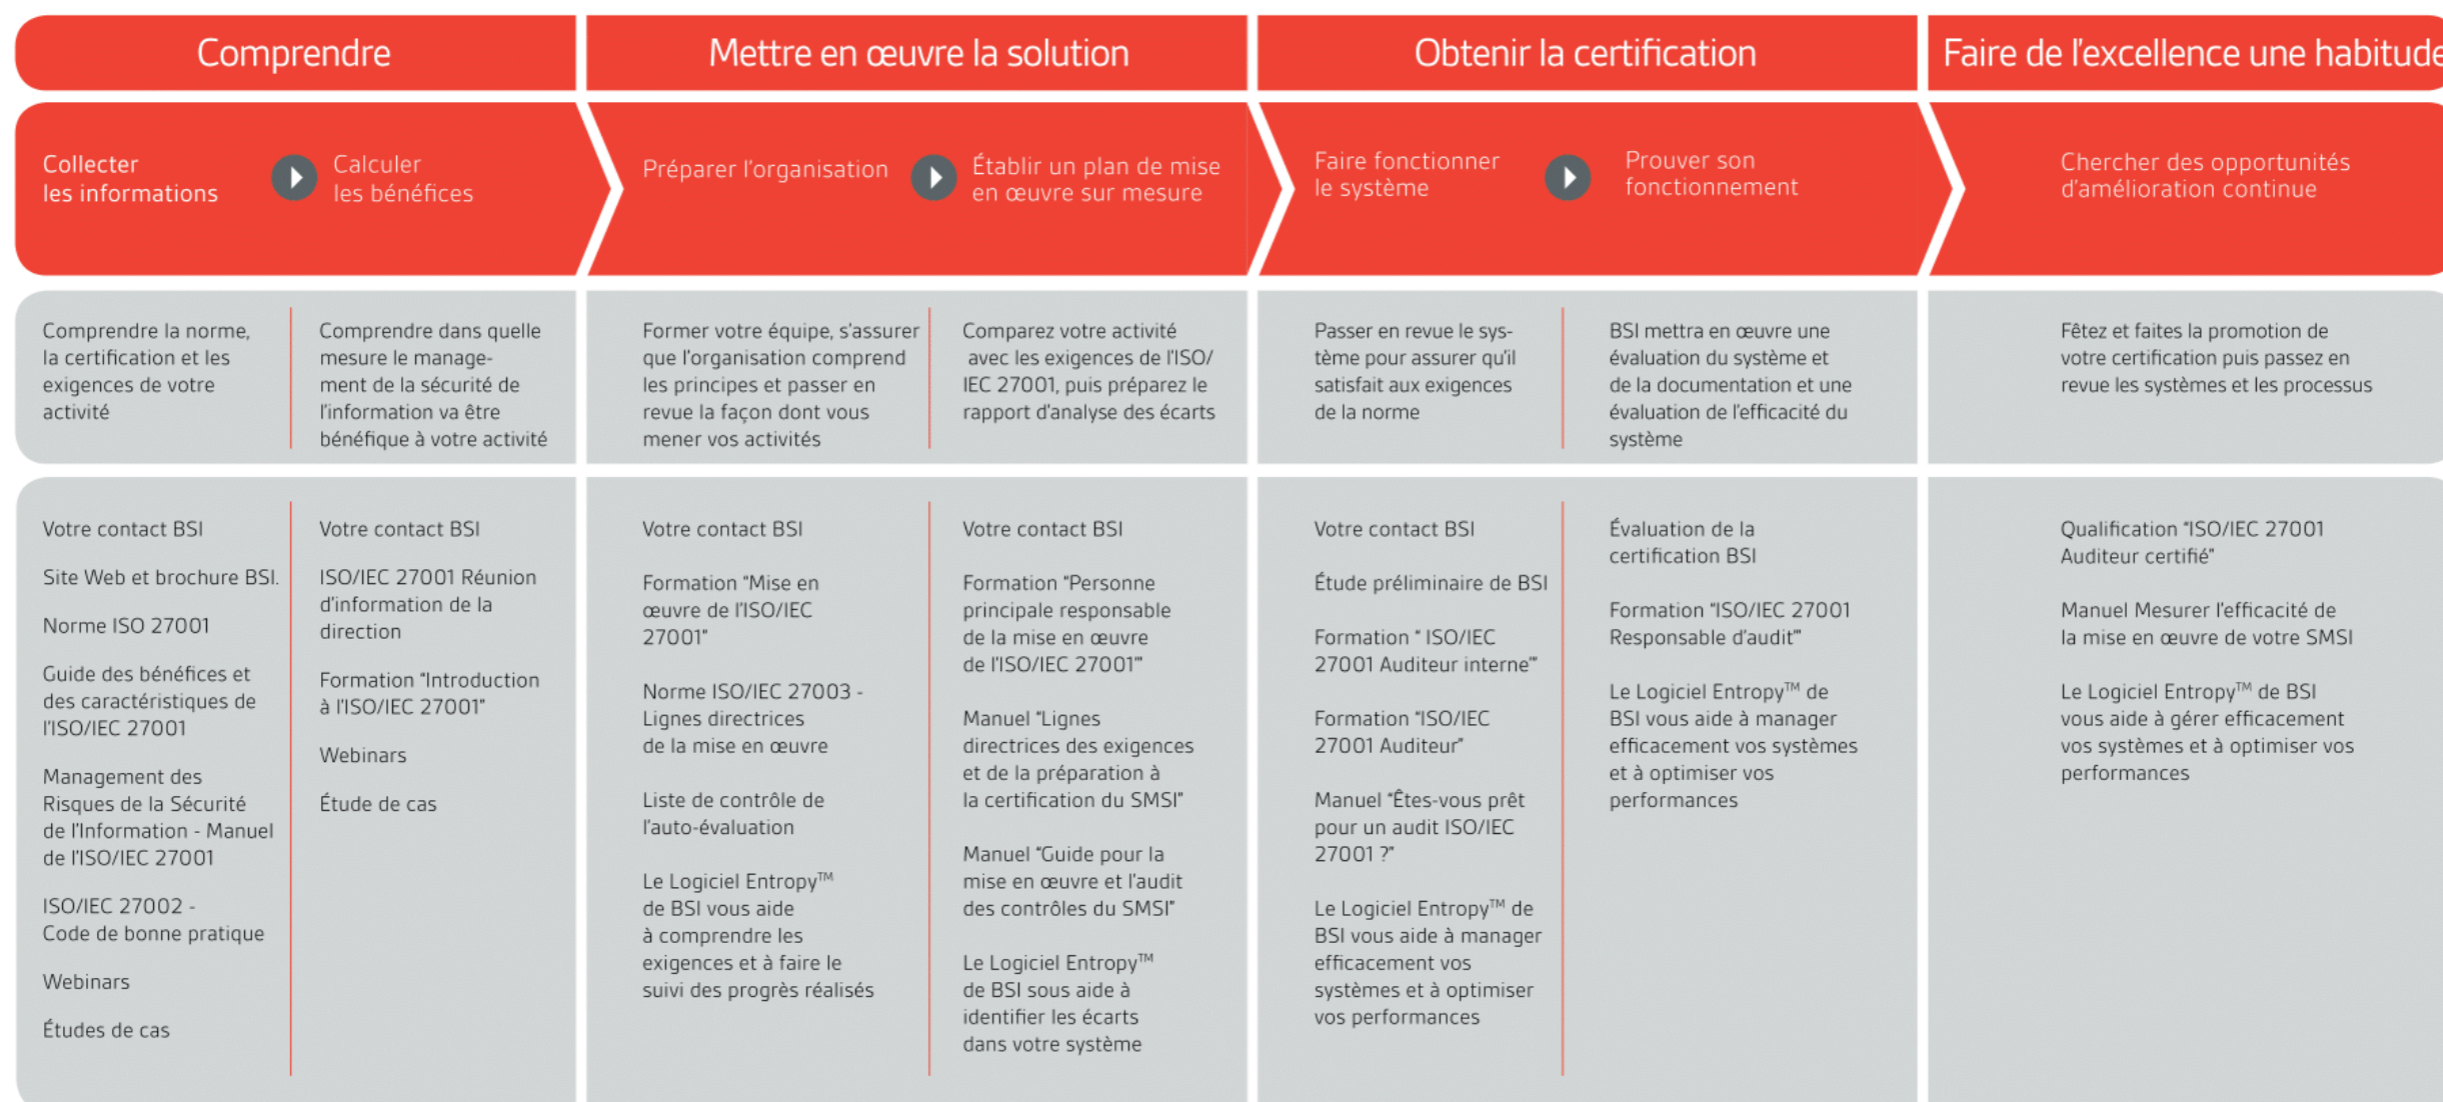 Comprendre
Mettre en œuvre la solution
Obtenir la certification
Faire de l'excellence une habitude
Collecter
les informations
Calculer
les bénéfices
Préparer l'organisation
Établir un plan de mise
en œuvre sur mesure
Faire fonctionner
le système
Prouver son
fonctionnement
Chercher des opportunités
d'amélioration continue
Comprendre la norme,
la certification et les
exigences de votre
activité
Comprendre dans quelle
mesure le manage-
ment de la sécurité de
l'information va être
bénéfique à votre activité
Former votre équipe, s'assurer
que l'organisation comprend
les principes et passer en
revue la façon dont vous
mener vos activités
Comparez votre activité
avec les exigences de l'ISO/
IEC 27001, puis préparez le
rapport d'analyse des écarts
Passer en revue le sys-
tème pour assurer qu'il
satisfait aux exigences
de la norme
BSI mettra en œuvre une
évaluation du système et
de la documentation et une
évaluation de l'efficacité du
système
Fêtez et faites la promotion de
votre certification puis passez en
revue les systèmes et les processus
Votre contact BSI
Site Web et brochure BSI.
Norme ISO 27001
Guide des bénéfices et
des caractéristiques de
l'ISO/IEC 27001
Management des
Risques de la Sécurité
de l'Information - Manuel
de l'ISO/IEC 27001
ISO/IEC 27002 -
Code de bonne pratique
Webinars
Études de cas
Votre contact BSI
ISO/IEC 27001 Réunion
d'information de la
direction
Formation "Introduction
à l'ISO/IEC 27001"
Webinars
Étude de cas
Votre contact BSI
Formation "Mise en
œuvre de l'ISO/IEC
27001"
Norme ISO/IEC 27003 -
Lignes directrices
de la mise en œuvre
Liste de contrôle de
l'auto-évaluation
Le Logiciel Entropy™
de BSI vous aide
à comprendre les
exigences et à faire le
suivi des progrès réalisés
Votre contact BSI
Formation "Personne
principale responsable
de la mise en œuvre
de l'ISO/IEC 27001'"
Manuel "Lignes
directrices des exigences
et de la préparation à
la certification du SMSI"
Manuel "Guide pour la
mise en œuvre et l'audit
des contrôles du SMSI"
Le Logiciel Entropy™
de BSI sous aide à
identifier les écarts
dans votre système
Votre contact BSI
Étude préliminaire de BSI
Formation " ISO/IEC
27001 Auditeur interne'"
Formation "ISO/IEC
27001 Auditeur"
Manuel "Êtes-vous prêt
pour un audit ISO/IEC
27001 ?"
Le Logiciel Entropy™ de
BSI vous aide à manager
efficacement vos
systèmes et à optimiser
vos performances
Évaluation de la
certification BSI
Formation "ISO/IEC 27001
Responsable d'audit'"
Le Logiciel Entropy™ de
BSI vous aide à manager
efficacement vos systèmes
et à optimiser vos
performances
Qualification "ISO/IEC 27001
Auditeur certifié"
Manuel Mesurer l'efficacité de
la mise en œuvre de votre SMSI
Le Logiciel Entropy™ de BSI
vous aide à gérer efficacement
vos systèmes et à optimiser vos
performances